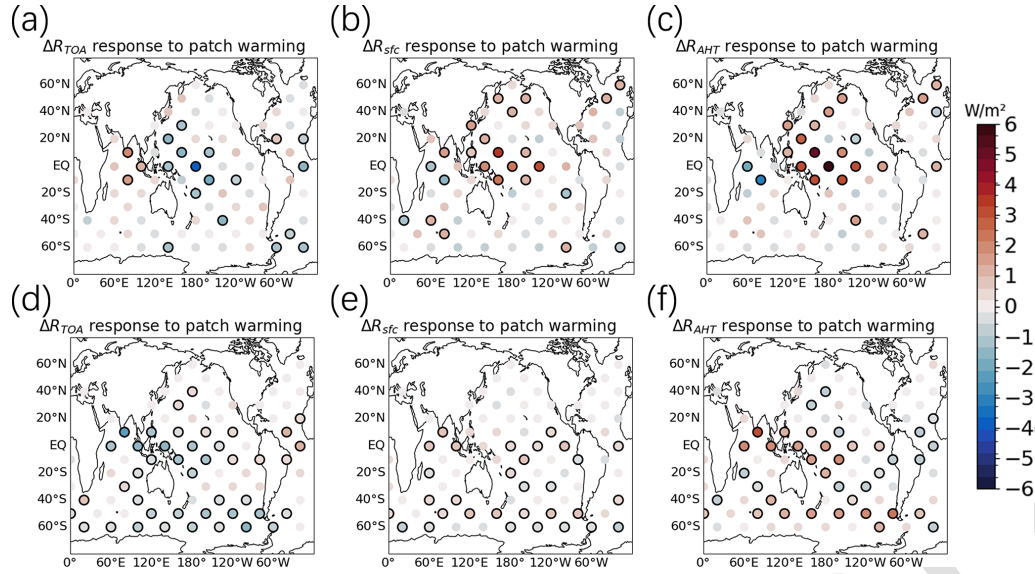 (a) (b) (c)
ΔR_TOA response to patch warming ΔR_sfc response to patch warming ΔR_AHT response to patch warming
60°N 60°N 60°N
40°N 40°N 40°N
20°N 20°N 20°N
EQ EQ EQ
20°S 20°S 20°S
40°S 40°S 40°S
60°S 60°S 60°S
0° 60°E 120°E 180° 120°W 60°W 0° 60°E 120°E 180° 120°W 60°W 0° 60°E 120°E 180° 120°W 60°W
W/m²
6
5
4
3
2
1
0
−1
−2
−3
−4
−5
−6
(d) (e) (f)
ΔR_TOA response to patch warming ΔR_sfc response to patch warming ΔR_AHT response to patch warming
60°N 60°N 60°N
40°N 40°N 40°N
20°N 20°N 20°N
EQ EQ EQ
20°S 20°S 20°S
40°S 40°S 40°S
60°S 60°S 60°S
0° 60°E 120°E 180° 120°W 60°W 0° 60°E 120°E 180° 120°W 60°W 0° 60°E 120°E 180° 120°W 60°W